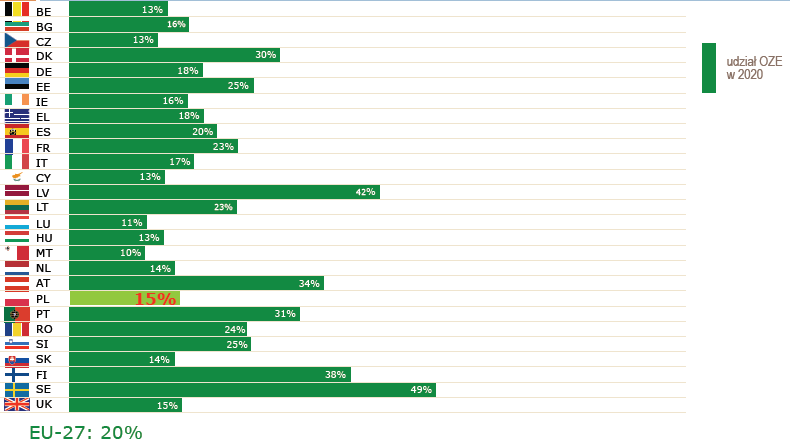 BE 13%
BG 16%
CZ 13%
DK 30%
udział OZE
w 2020
DE 18%
EE 25%
IE 16%
EL 18%
ES 20%
FR 23%
IT 17%
CY 13%
LV 42%
LT 23%
LU 11%
HU 13%
MT 10%
NL 14%
AT 34%
PL 15%
PT 31%
RO 24%
SI 25%
SK 14%
FI 38%
SE 49%
UK 15%
EU-27: 20%